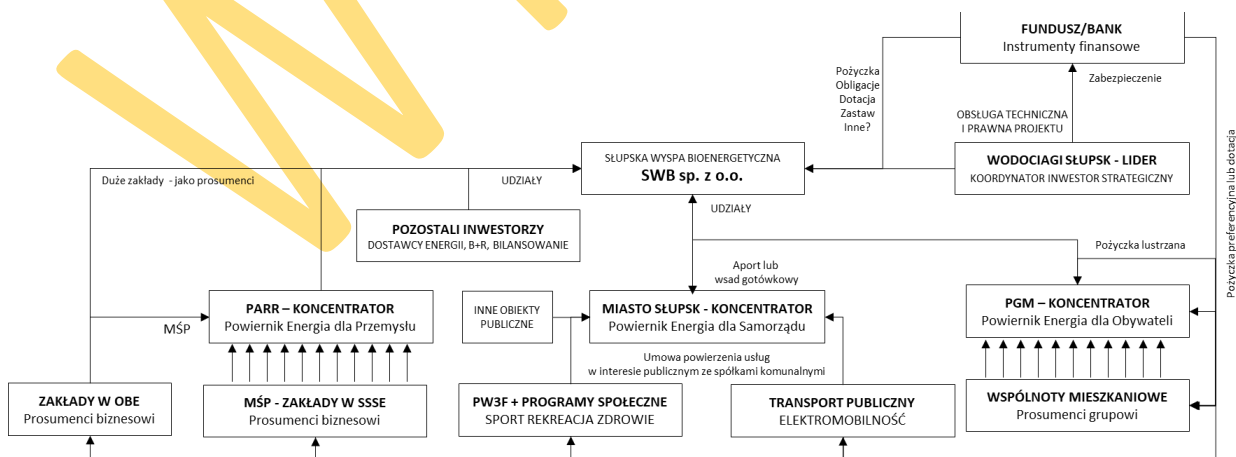 FUNDUSZ/BANK
Instrumenty finansowe
Pożyczka
Obligacje
Dotacja
Zastaw
Inne?
Zabezpieczenie
OBSŁUGA TECHNICZNA
I PRAWNA PROJEKTU
SŁUPSKA WYSPA BIOENERGETYCZNA
SWB sp. z o.o.
WODOCIAGI SŁUPSK - LIDER
KOORDYNATOR INWESTOR STRATEGICZNY
Duże zakłady - jako prosumenci
UDZIAŁY
UDZIAŁY
POZOSTALI INWESTORZY
DOSTAWCY ENERGII, B+R, BILANSOWANIE
Pożyczka lustrzana
Pożyczka preferencyjna lub dotacja
Aport lub
wsad gotówkowy
PARR – KONCENTRATOR
Powiernik Energia dla Przemysłu
INNE OBIEKTY
PUBLICZNE
MIASTO SŁUPSK - KONCENTRATOR
Powiernik Energia dla Samorządu
PGM – KONCENTRATOR
Powiernik Energia dla Obywateli
MŚP
Umowa powierzenia usług
w interesie publicznym ze spółkami komunalnymi
ZAKŁADY W OBE
Prosumenci biznesowi
MŚP - ZAKŁADY W SSSE
Prosumenci biznesowi
PW3F + PROGRAMY SPOŁECZNE
SPORT REKREACJA ZDROWIE
TRANSPORT PUBLICZNY
ELEKTROMOBILNOŚĆ
WSPÓLNOTY MIESZKANIOWE
Prosumenci grupowi